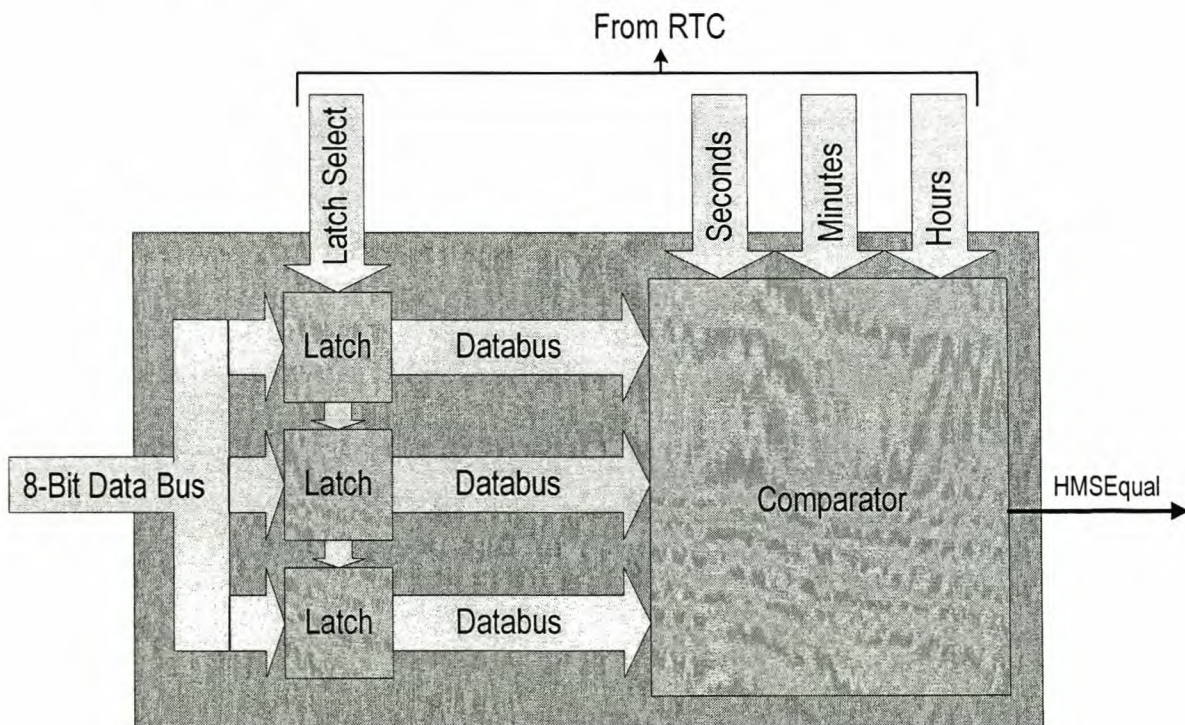 From RTC
Latch Select
Seconds
Minutes
Hours
Latch
Databus
8-Bit Data Bus
Latch
Databus
Comparator
HMSEqual
Latch
Databus